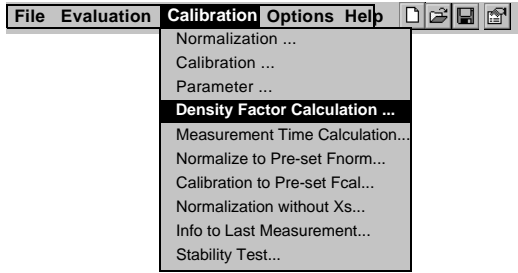 File Evaluation Calibration Options Help
Normalization ...
Calibration ...
Parameter ...
Density Factor Calculation ...
Measurement Time Calculation...
Normalize to Pre-set Fnorm...
Calibration to Pre-set Fcal...
Normalization without Xs...
Info to Last Measurement...
Stability Test...